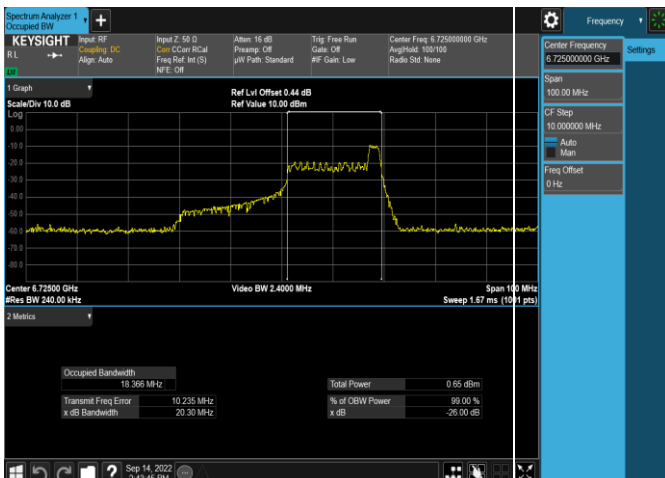 Spectrum Analyzer 1
Occupied BW
Frequency
KEYSIGHT
R L
Input: RF
Coupling: DC
Align: Auto
Input Z: 50 Ω
Corr CCorr RCal
Freq Ref: Int (S)
NFE: Off
Atten: 16 dB
Preamp: Off
µW Path: Standard
Trig: Free Run
Gate: Off
#IF Gain: Low
Center Freq: 6.725000000 GHz
Avg|Hold: 100/100
Radio Std: None
Center Frequency
6.725000000 GHz
Settings
Span
100.00 MHz
CF Step
10.000000 MHz
Auto
Man
Freq Offset
0 Hz
1 Graph
Scale/Div 10.0 dB
Ref Lvl Offset 0.44 dB
Ref Value 10.00 dBm
Log
0.00
-10.0
-20.0
-30.0
-40.0
-50.0
-60.0
-70.0
-80.0
Center 6.72500 GHz
#Res BW 240.00 kHz
Video BW 2.4000 MHz
Span 100 MHz
Sweep 1.67 ms (1001 pts)
2 Metrics
Occupied Bandwidth
18.366 MHz
Total Power 0.65 dBm
Transmit Freq Error 10.235 MHz
% of OBW Power 99.00 %
x dB Bandwidth 20.30 MHz
x dB -26.00 dB
Sep 14, 2022